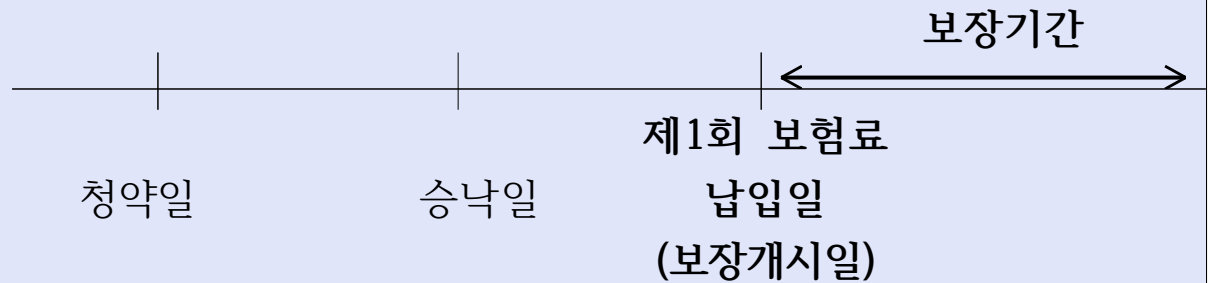 보장기간
청약일
승낙일
제1회 보험료
납입일
(보장개시일)